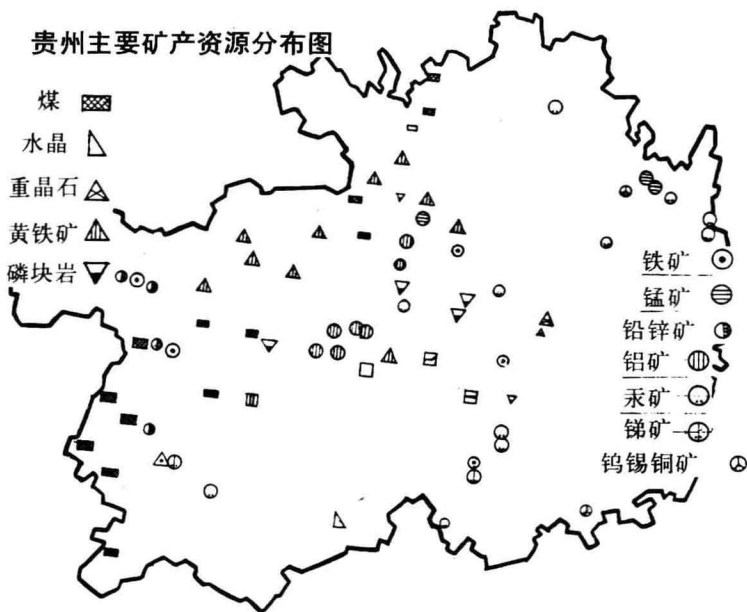 贵州主要矿产资源分布图
煤
水晶
重晶石
黄铁矿
磷块岩
铁矿
锰矿
铅锌矿
铝矿
汞矿
锑矿
钨锡铜矿